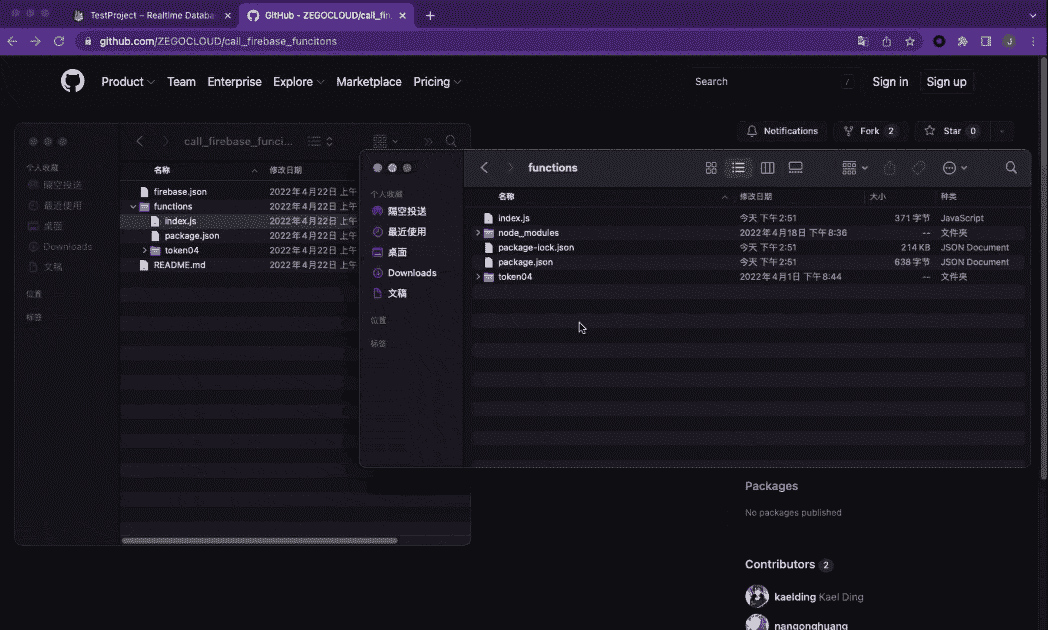 TestProject – Realtime Databa
GitHub - ZEGOCLOUD/call_fin
github.com/ZEGOCLOUD/call_firebase_funcitons
J
Product
Team
Enterprise
Explore
Marketplace
Pricing
Search
/
Sign in
Sign up
Notifications
Fork 2
Star 0
call_firebase_funci...
个人收藏
隔空投送
最近使用
桌面
Downloads
文稿
位置
标签
名称 修改日期
firebase.json 2022年4月22日 上午
functions 2022年4月22日 上午
index.js 2022年4月22日 上午
package.json 2022年4月22日 上午
token04 2022年4月22日 上午
README.md 2022年4月22日 上午
functions
个人收藏
隔空投送
最近使用
桌面
Downloads
文稿
位置
标签
名称 修改日期 大小 种类
index.js 今天 下午2:51 371 字节 JavaScript
node_modules 2022年4月18日 下午8:36 -- 文件夹
package-lock.json 今天 下午2:51 214 KB JSON Document
package.json 今天 下午2:51 638 字节 JSON Document
token04 2022年4月1日 下午8:44 -- 文件夹
Packages
No packages published
Contributors 2
kaelding Kael Ding
nangonghuang